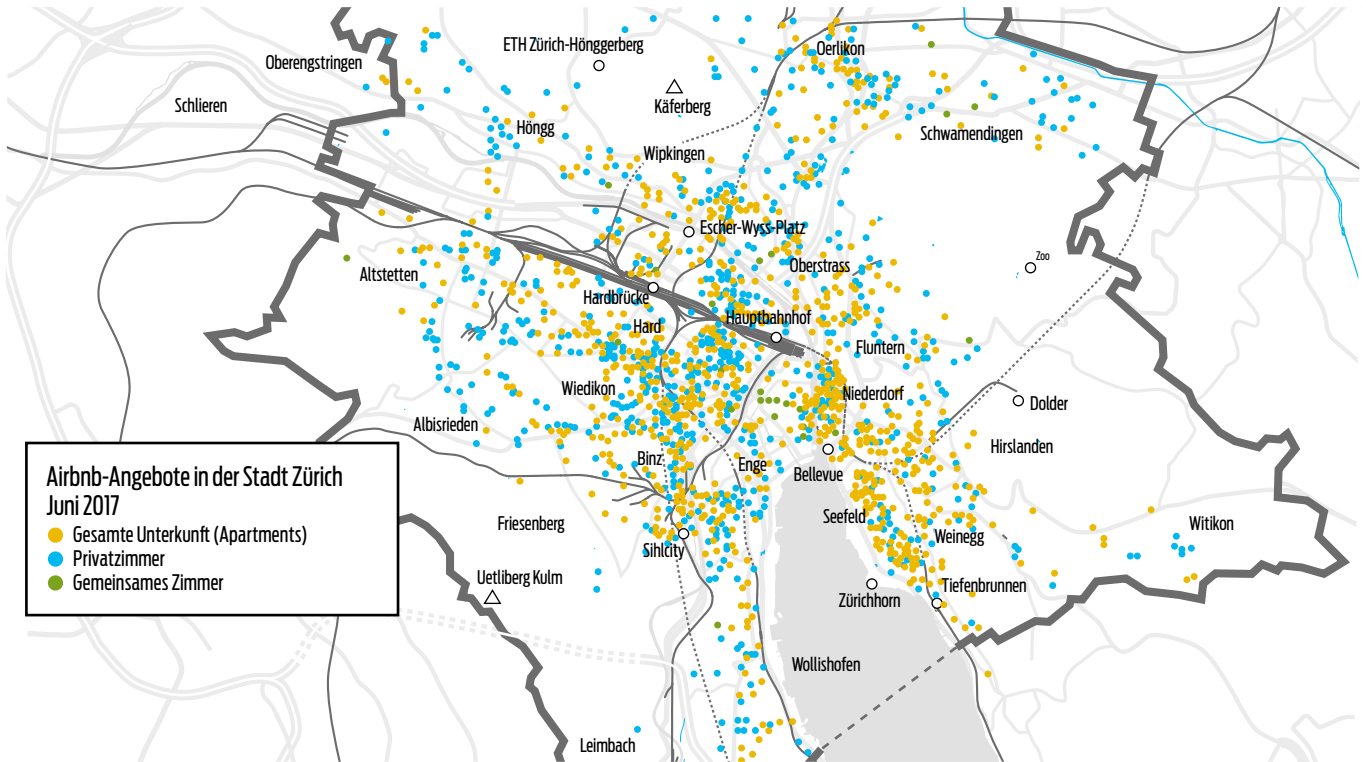 ETH Zürich-Hönggerberg
Oerlikon
Oberengstringen
Schlieren
Käferberg
Höngg
Schwamendingen
Wipkingen
Escher-Wyss-Platz
Zoo
Oberstrass
Altstetten
Hardbrücke
Hauptbahnhof
Hard
Fluntern
Wiedikon
Niederdorf
Dolder
Albisrieden
Hirslanden
Binz
Enge
Bellevue
Airbnb-Angebote in der Stadt Zürich
Juni 2017
Gesamte Unterkunft (Apartments)
Privatzimmer
Gemeinsames Zimmer
Seefeld
Friesenberg
Witikon
Weinegg
Sihlcity
Uetliberg Kulm
Tiefenbrunnen
Zürichhorn
Wollishofen
Leimbach